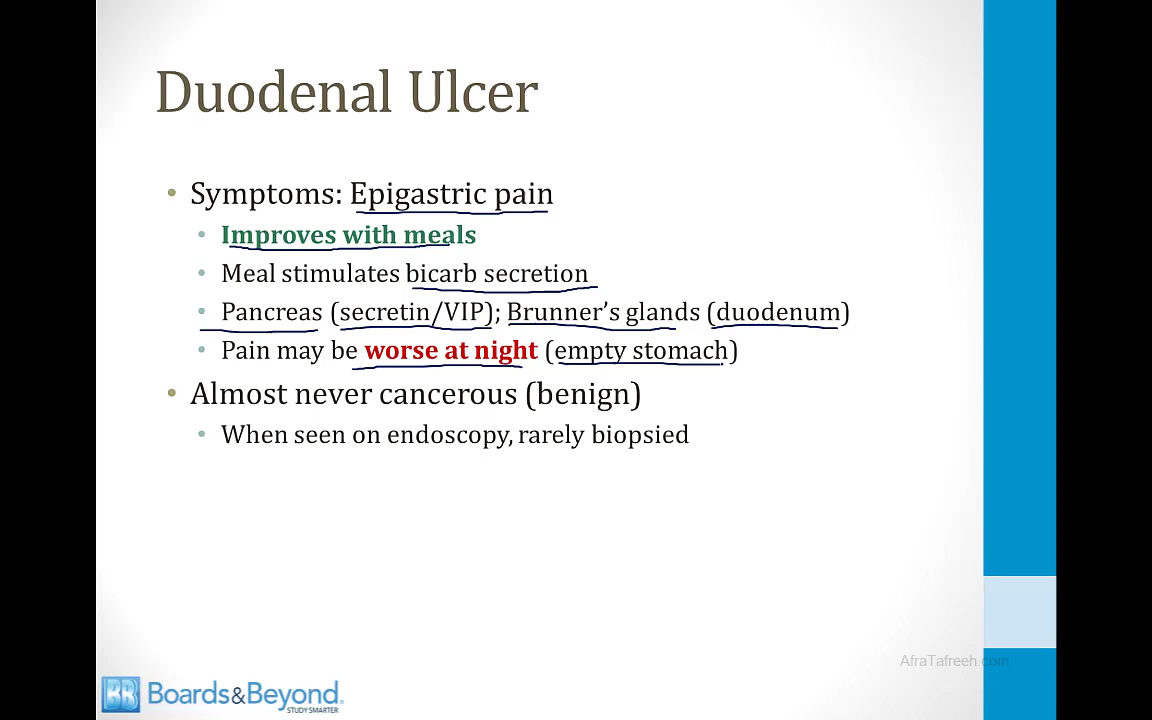 Duodenal Ulcer
• Symptoms: Epigastric pain
• Improves with meals
• Meal stimulates bicarb secretion
• Pancreas (secretin/VIP); Brunner’s glands (duodenum)
• Pain may be worse at night (empty stomach)
• Almost never cancerous (benign)
• When seen on endoscopy, rarely biopsied
AfraTafreeh.com
BB Boards&Beyond.
STUDY SMARTER